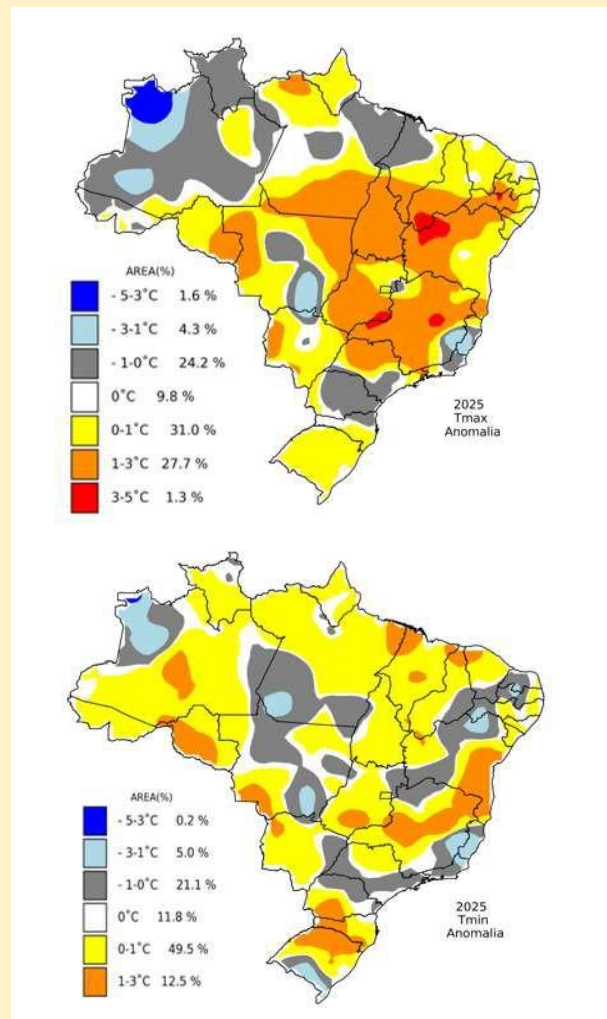 AREA(%)
- 5-3°C 1.6 %
- 3-1°C 4.3 %
- 1-0°C 24.2 %
0°C 9.8 %
0-1°C 31.0 %
1-3°C 27.7 %
3-5°C 1.3 %
2025
Tmax
Anomalia
AREA(%)
- 5-3°C 0.2 %
- 3-1°C 5.0 %
- 1-0°C 21.1 %
0°C 11.8 %
0-1°C 49.5 %
1-3°C 12.5 %
2025
Tmin
Anomalia